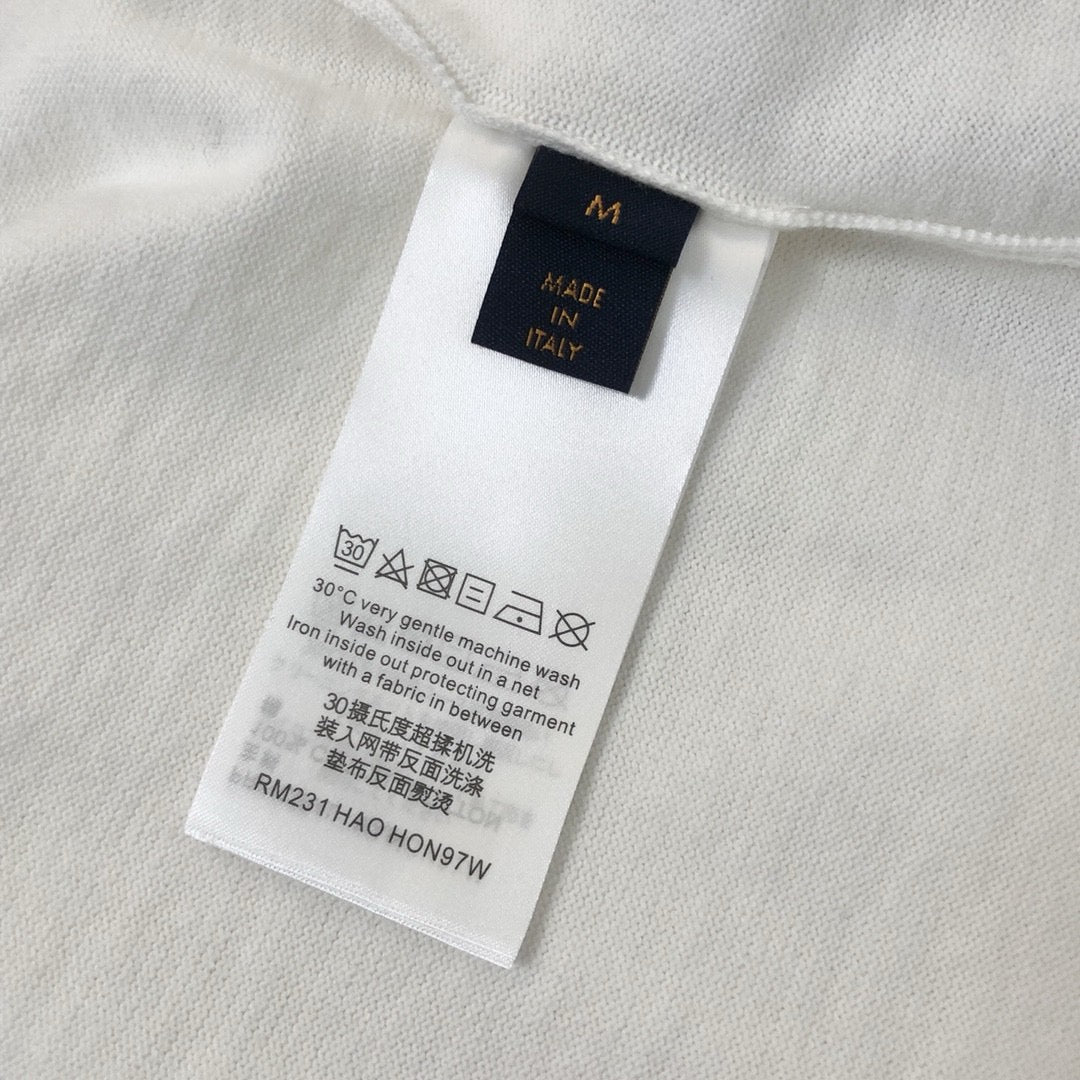 M
MADE
IN
ITALY
30
30°C very gentle machine wash
Wash inside out in a net
Iron inside out protecting garment
with a fabric in between
30摄氏度超揉机洗
装入网带反面洗涤
垫布反面熨烫
RM231 HAO HON97W